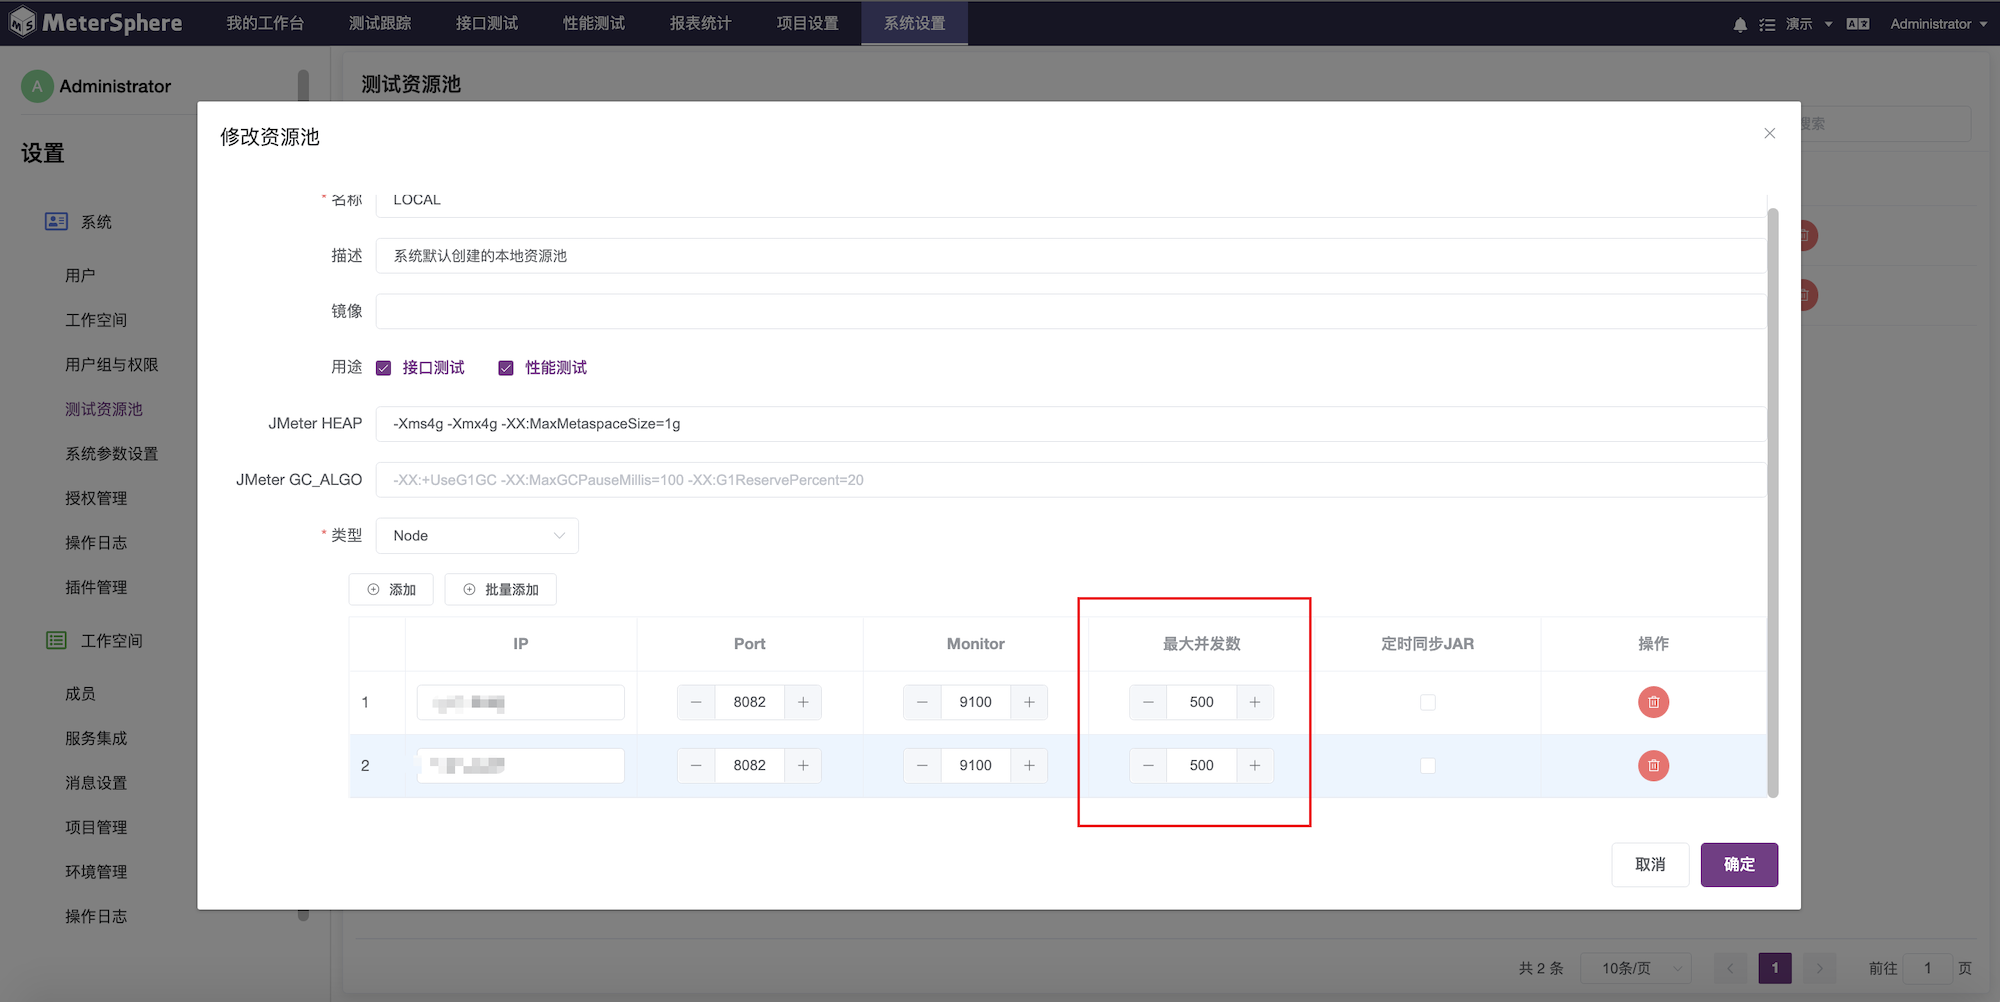 MeterSphere 我的工作台 测试跟踪 接口测试 性能测试 报表统计 项目设置 系统设置 演示 Administrator
A Administrator
测试资源池
搜索
设置
系统
用户
工作空间
用户组与权限
测试资源池
系统参数设置
授权管理
操作日志
插件管理
工作空间
成员
服务集成
消息设置
项目管理
环境管理
操作日志
修改资源池
* 名称 LOCAL
描述 系统默认创建的本地资源池
镜像
用途 接口测试 性能测试
JMeter HEAP -Xms4g -Xmx4g -XX:MaxMetaspaceSize=1g
JMeter GC_ALGO -XX:+UseG1GC -XX:MaxGCPauseMillis=100 -XX:G1ReservePercent=20
* 类型 Node
添加 批量添加
IP Port Monitor 最大并发数 定时同步JAR 操作
1 8082 9100 500
2 8082 9100 500
取消 确定
共 2 条 10条/页 1 前往 1 页